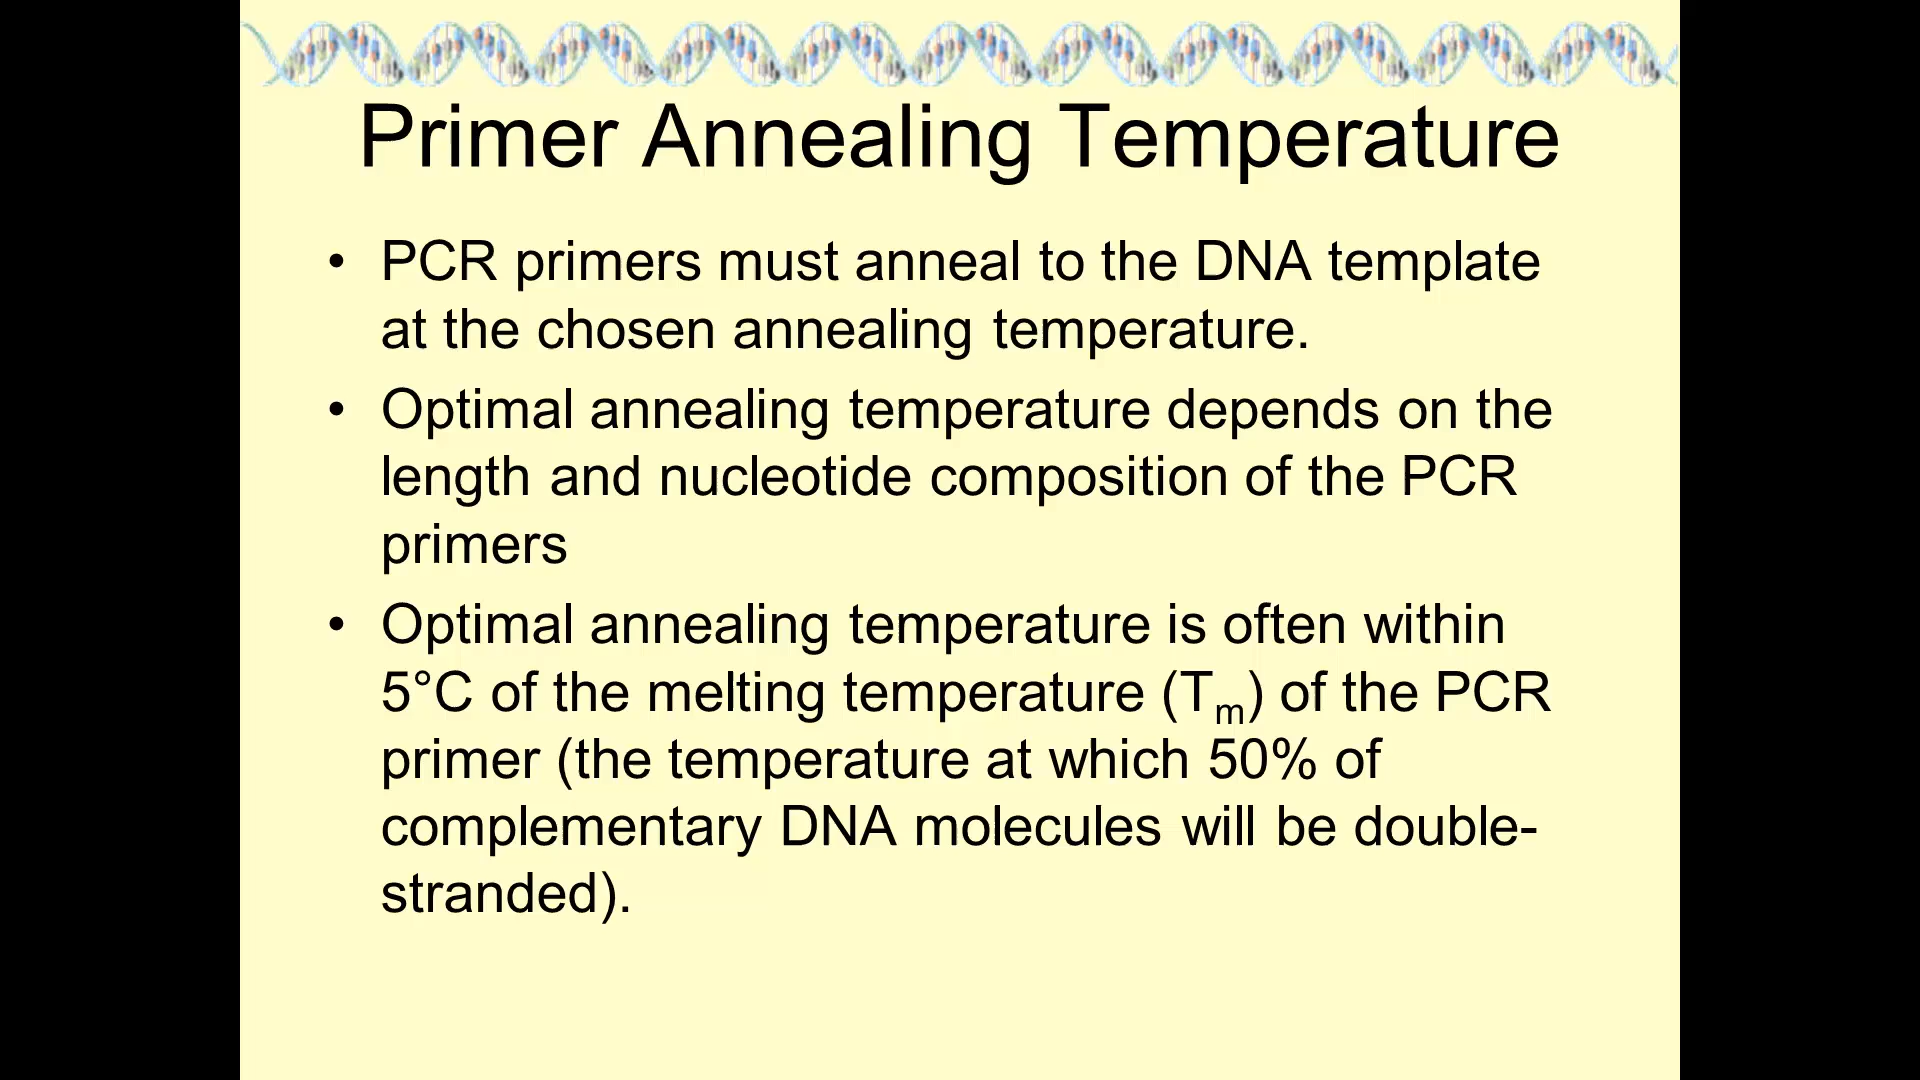 Primer Annealing Temperature
• PCR primers must anneal to the DNA template
at the chosen annealing temperature.
• Optimal annealing temperature depends on the
length and nucleotide composition of the PCR
primers
• Optimal annealing temperature is often within
5°C of the melting temperature (Tm) of the PCR
primer (the temperature at which 50% of
complementary DNA molecules will be double-
stranded).